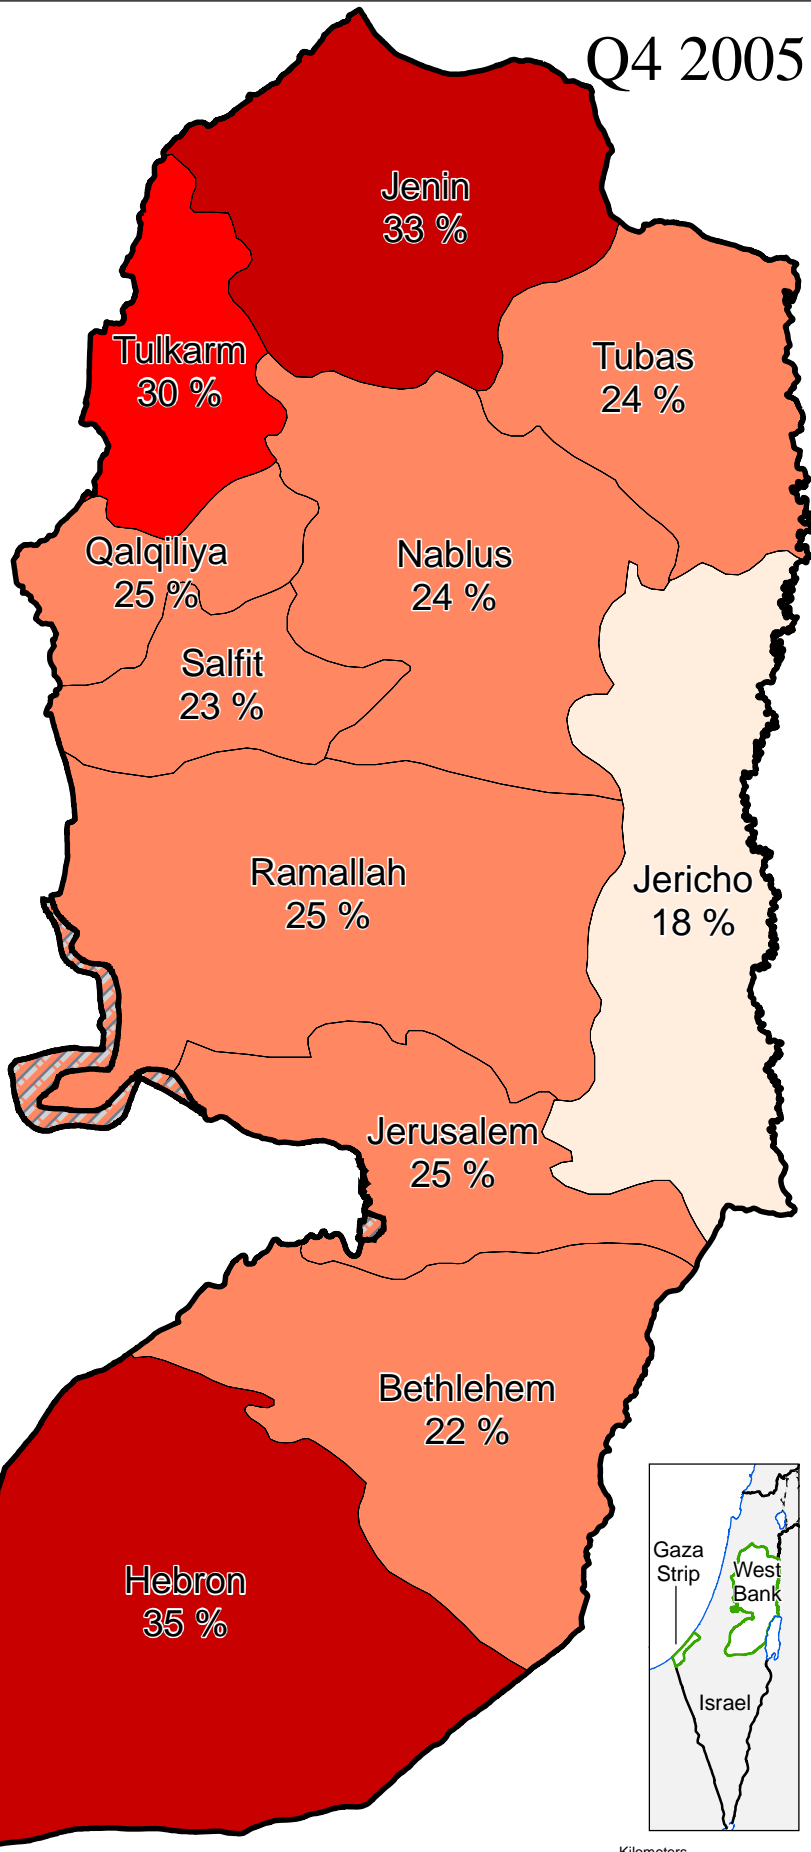 Q4 2005
Jenin
33 %
Tulkarm
30 %
Tubas
24 %
Qalqiliya
25 %
Nablus
24 %
Salfit
23 %
Ramallah
25 %
Jericho
18 %
Jerusalem
25 %
Bethlehem
22 %
Hebron
35 %
Gaza
Strip
West
Bank
Israel
Kilometers